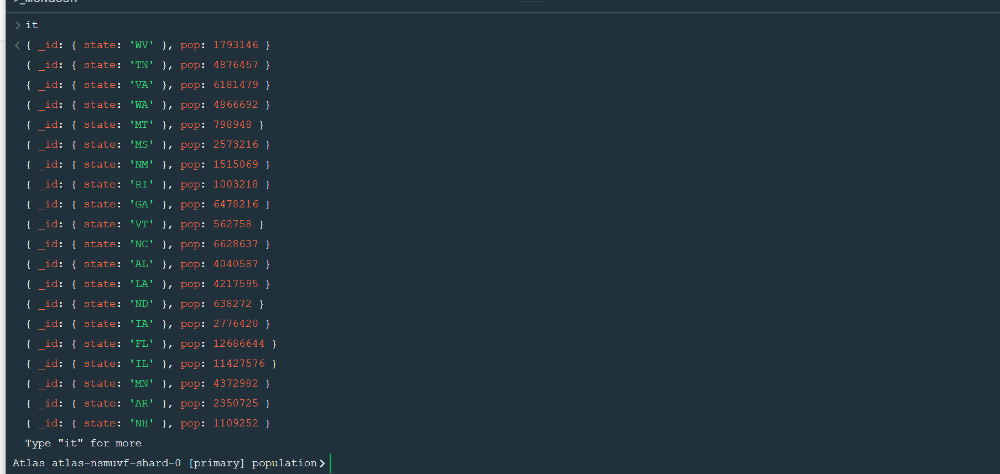 >_MONGOSH
> it
< { _id: { state: 'WV' }, pop: 1793146 }
{ _id: { state: 'TN' }, pop: 4876457 }
{ _id: { state: 'VA' }, pop: 6181479 }
{ _id: { state: 'WA' }, pop: 4866692 }
{ _id: { state: 'MT' }, pop: 798948 }
{ _id: { state: 'MS' }, pop: 2573216 }
{ _id: { state: 'NM' }, pop: 1515069 }
{ _id: { state: 'RI' }, pop: 1003218 }
{ _id: { state: 'GA' }, pop: 6478216 }
{ _id: { state: 'VT' }, pop: 562758 }
{ _id: { state: 'NC' }, pop: 6628637 }
{ _id: { state: 'AL' }, pop: 4040587 }
{ _id: { state: 'LA' }, pop: 4217595 }
{ _id: { state: 'ND' }, pop: 638272 }
{ _id: { state: 'IA' }, pop: 2776420 }
{ _id: { state: 'FL' }, pop: 12686644 }
{ _id: { state: 'IL' }, pop: 11427576 }
{ _id: { state: 'MN' }, pop: 4372982 }
{ _id: { state: 'AR' }, pop: 2350725 }
{ _id: { state: 'NH' }, pop: 1109252 }
Type "it" for more
Atlas atlas-nsmuvf-shard-0 [primary] population>